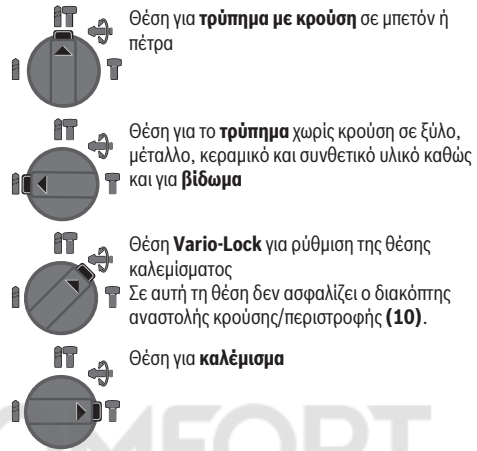 Θέση για τρύπημα με κρούση σε μπετόν ή
πέτρα
Θέση για το τρύπημα χωρίς κρούση σε ξύλο,
μέταλλο, κεραμικό και συνθετικό υλικό καθώς
και για βίδωμα
Θέση Vario-Lock για ρύθμιση της θέσης
καλεμίσματος
Σε αυτή τη θέση δεν ασφαλίζει ο διακόπτης
αναστολής κρούσης/περιστροφής (10).
Θέση για καλέμισμα